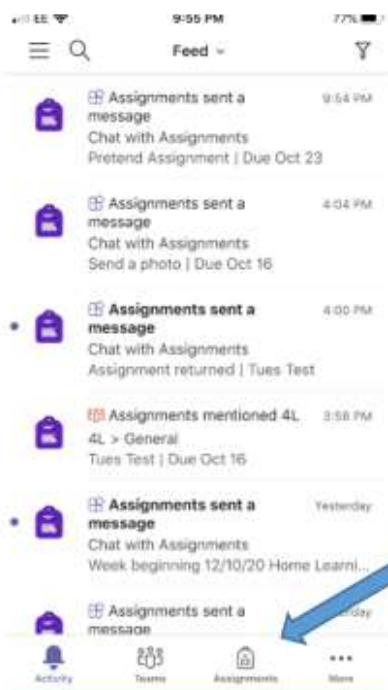 EE 9:55 PM 77%
Feed
Assignments sent a 9:54 PM
message
Chat with Assignments
Pretend Assignment | Due Oct 23
Assignments sent a 4:04 PM
message
Chat with Assignments
Send a photo | Due Oct 16
Assignments sent a 4:00 PM
message
Chat with Assignments
Assignment returned | Tues Test
Assignments mentioned 4L 3:58 PM
4L > General
Tues Test | Due Oct 16
Assignments sent a Yesterday
message
Chat with Assignments
Week beginning 12/10/20 Home Learni...
Assignments sent a
message
Activity Teams Assignments More